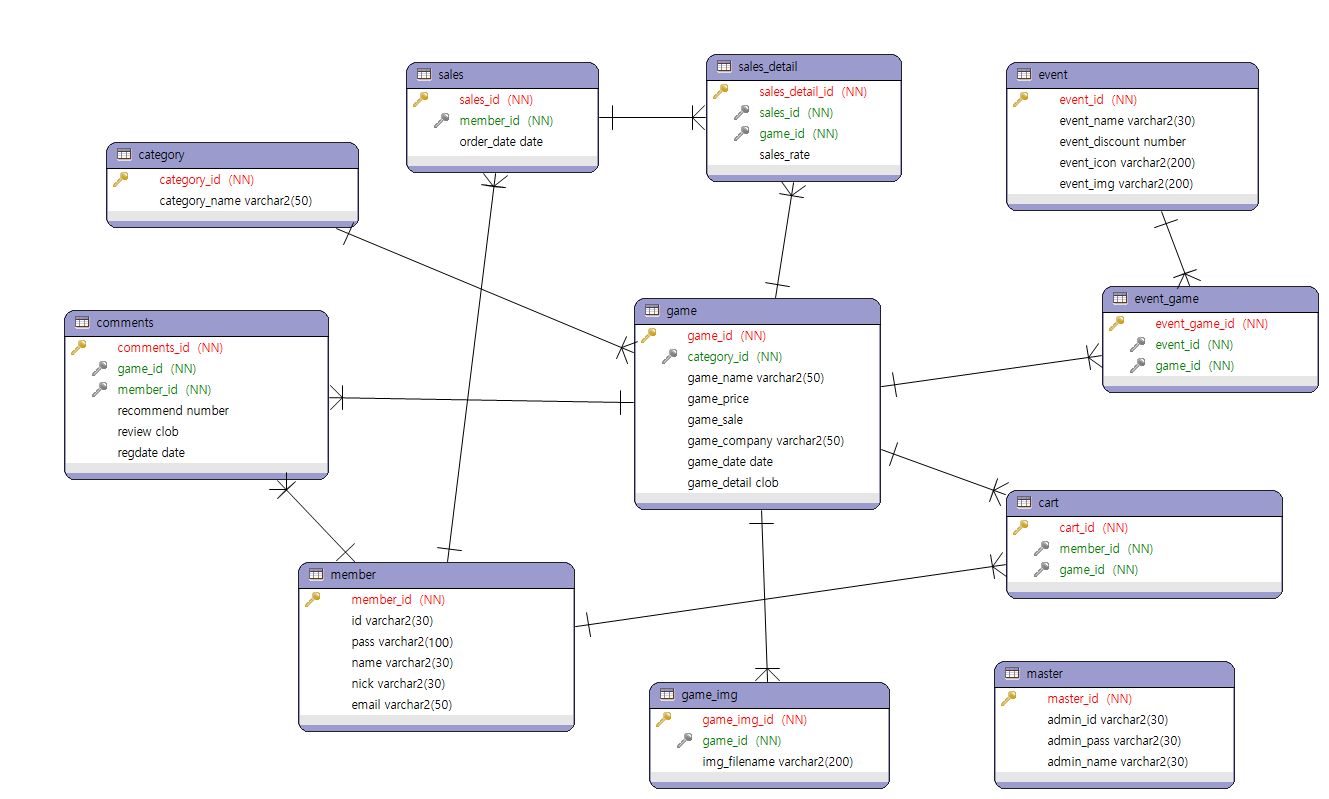 sales
sales_id (NN)
member_id (NN)
order_date date
sales_detail
sales_detail_id (NN)
sales_id (NN)
game_id (NN)
sales_rate
event
event_id (NN)
event_name varchar2(30)
event_discount number
event_icon varchar2(200)
event_img varchar2(200)
category
category_id (NN)
category_name varchar2(50)
comments
comments_id (NN)
game_id (NN)
member_id (NN)
recommend number
review clob
regdate date
game
game_id (NN)
category_id (NN)
game_name varchar2(50)
game_price
game_sale
game_company varchar2(50)
game_date date
game_detail clob
event_game
event_game_id (NN)
event_id (NN)
game_id (NN)
cart
cart_id (NN)
member_id (NN)
game_id (NN)
member
member_id (NN)
id varchar2(30)
pass varchar2(100)
name varchar2(30)
nick varchar2(30)
email varchar2(50)
game_img
game_img_id (NN)
game_id (NN)
img_filename varchar2(200)
master
master_id (NN)
admin_id varchar2(30)
admin_pass varchar2(30)
admin_name varchar2(30)